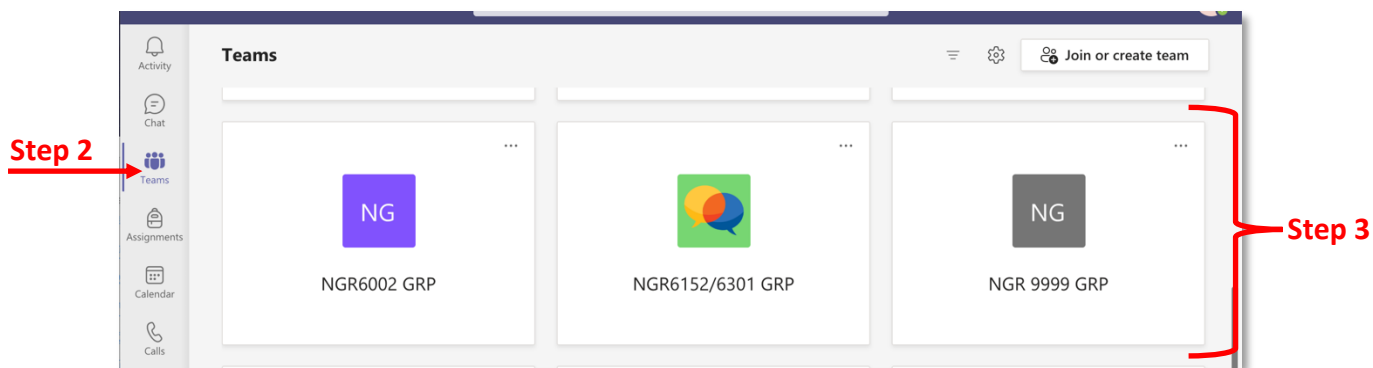 Activity
Teams
Join or create team
Chat
Step 2
Teams
NG
NG
Assignments
Step 3
NGR6002 GRP
NGR6152/6301 GRP
NGR 9999 GRP
Calendar
Calls